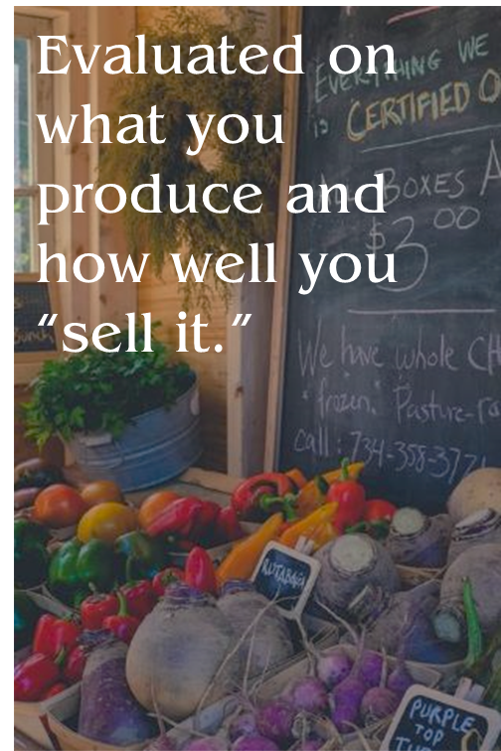 Evaluated on
what you
produce and
how well you
“sell it.”
EVERYTHING WE
is CERTIFIED O
BOXES A
$3.00
We have whole CH
frozen. Pasture-ra
call: 734-358-377
RUTABAGA
PURPLE
TOP